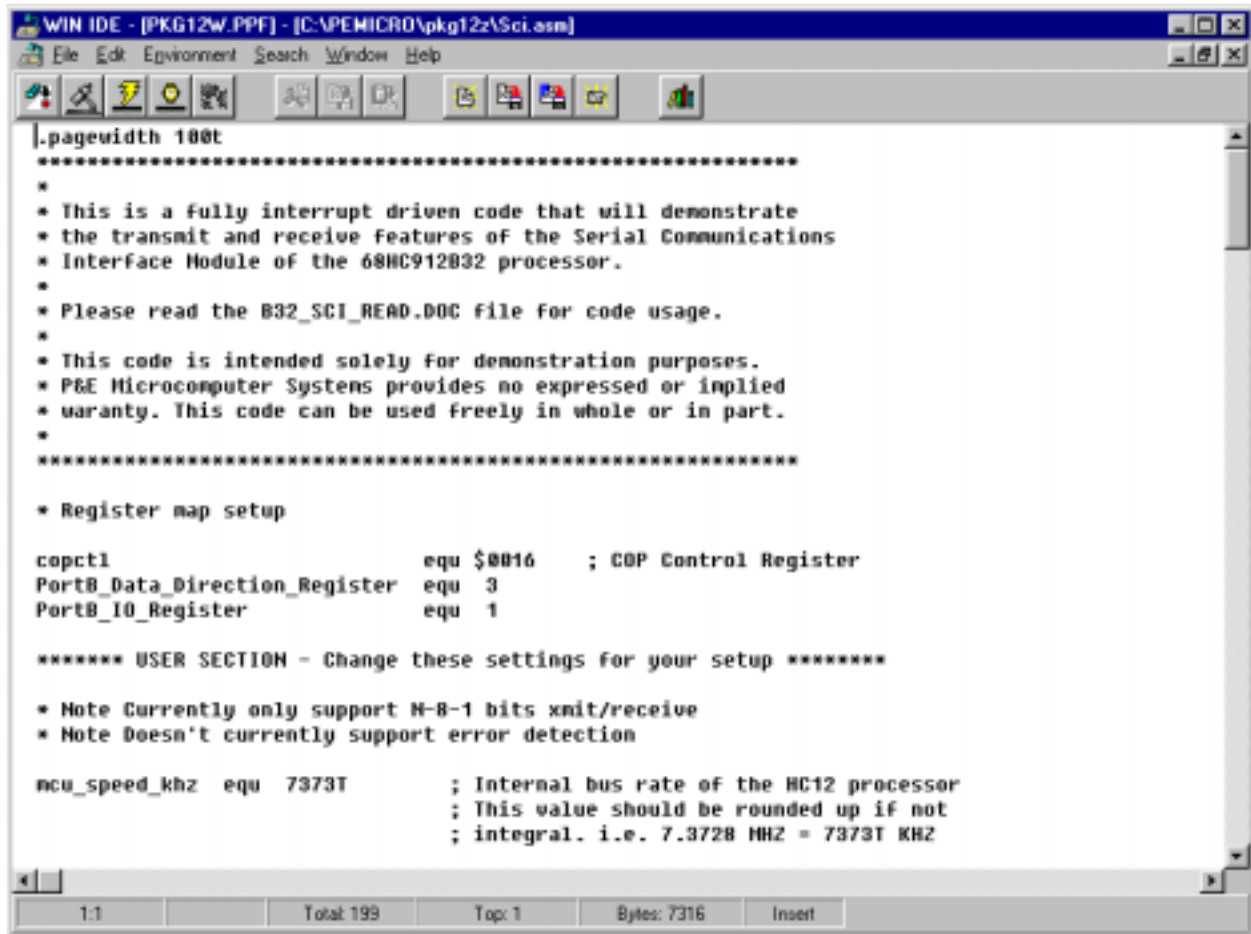 WIN IDE - [PKG12W.PPF] - [C:\PEMICRO\pkg12z\Sci.asm]
File Edit Environment Search Window Help
.pagewidth 180t
*************************************************************
*
* This is a fully interrupt driven code that will demonstrate
* the transmit and receive features of the Serial Communications
* Interface Module of the 68HC912B32 processor.
*
* Please read the B32_SCI_READ.DOC file for code usage.
*
* This code is intended solely for demonstration purposes.
* P&E Microcomputer Systems provides no expressed or implied
* waranty. This code can be used freely in whole or in part.
*
*************************************************************
* Register map setup
copctl equ $0016 ; COP Control Register
PortB_Data_Direction_Register equ 3
PortB_IO_Register equ 1
******* USER SECTION - Change these settings for your setup ********
* Note Currently only support N-8-1 bits xmit/receive
* Note Doesn't currently support error detection
mcu_speed_khz equ 7373T ; Internal bus rate of the HC12 processor
; This value should be rounded up if not
; integral. i.e. 7.3728 MHZ = 7373T KHZ
1:1 Total: 199 Top: 1 Bytes: 7316 Insert